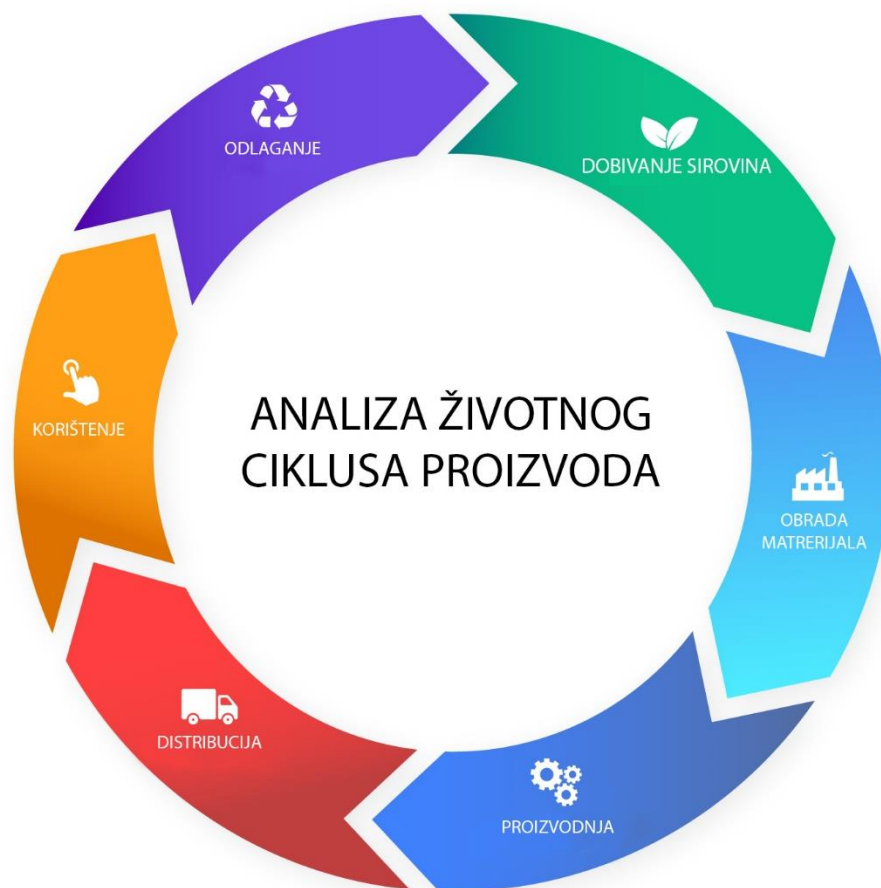 ODLAGANJE
DOBIVANJE SIROVINA
KORIŠTENJE
ANALIZA ŽIVOTNOG
CIKLUSA PROIZVODA
OBRADA
MATRERIJALA
DISTRIBUCIJA
PROIZVODNJA